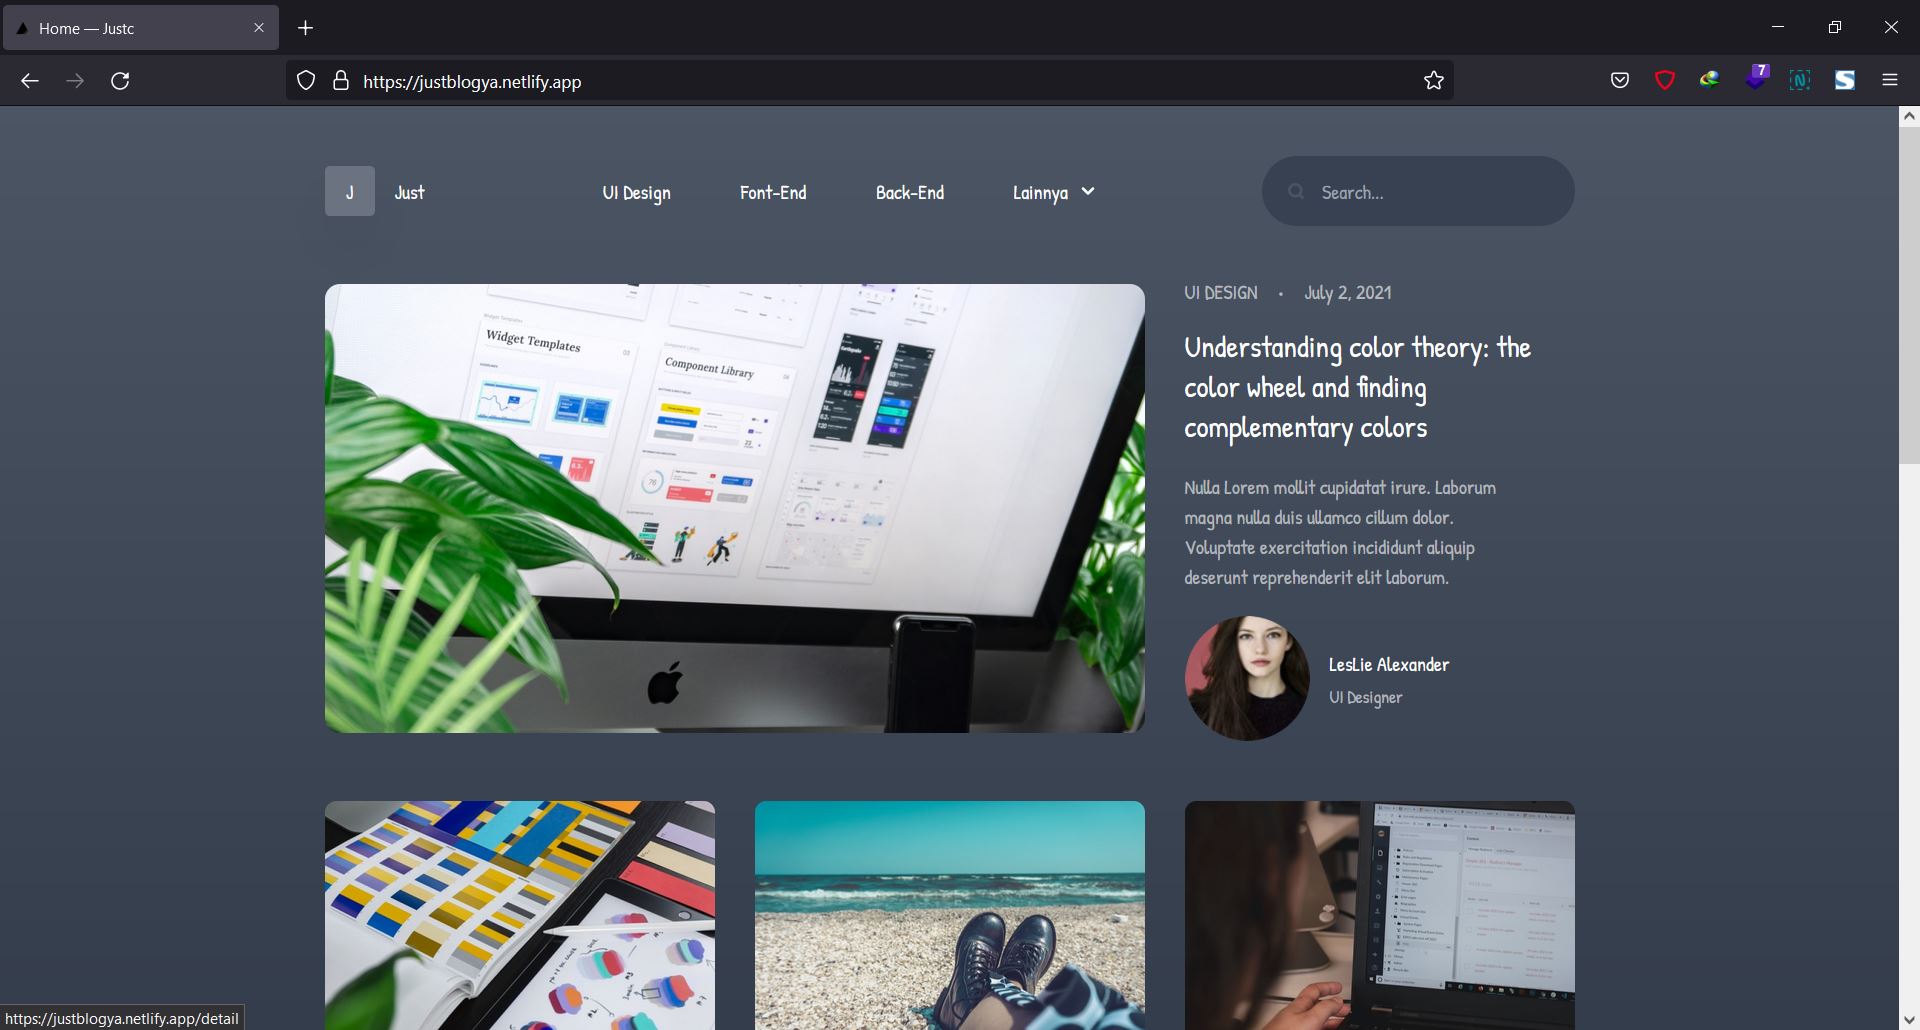 Home — Justc
https://justblogya.netlify.app
7
J Just UI Design Font-End Back-End Lainnya Search...
UI DESIGN • July 2, 2021
Understanding color theory: the
color wheel and finding
complementary colors
Nulla Lorem mollit cupidatat irure. Laborum
magna nulla duis ullamco cillum dolor.
Voluptate exercitation incididunt aliquip
deserunt reprehenderit elit laborum.
LesLie Alexander
UI Designer
Widget Templates
Component Library
https://justblogya.netlify.app/detail